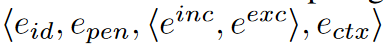 ⟨e_{id}, e_{pen}, ⟨e^{inc}, e^{exc}⟩, e_{ctx}⟩